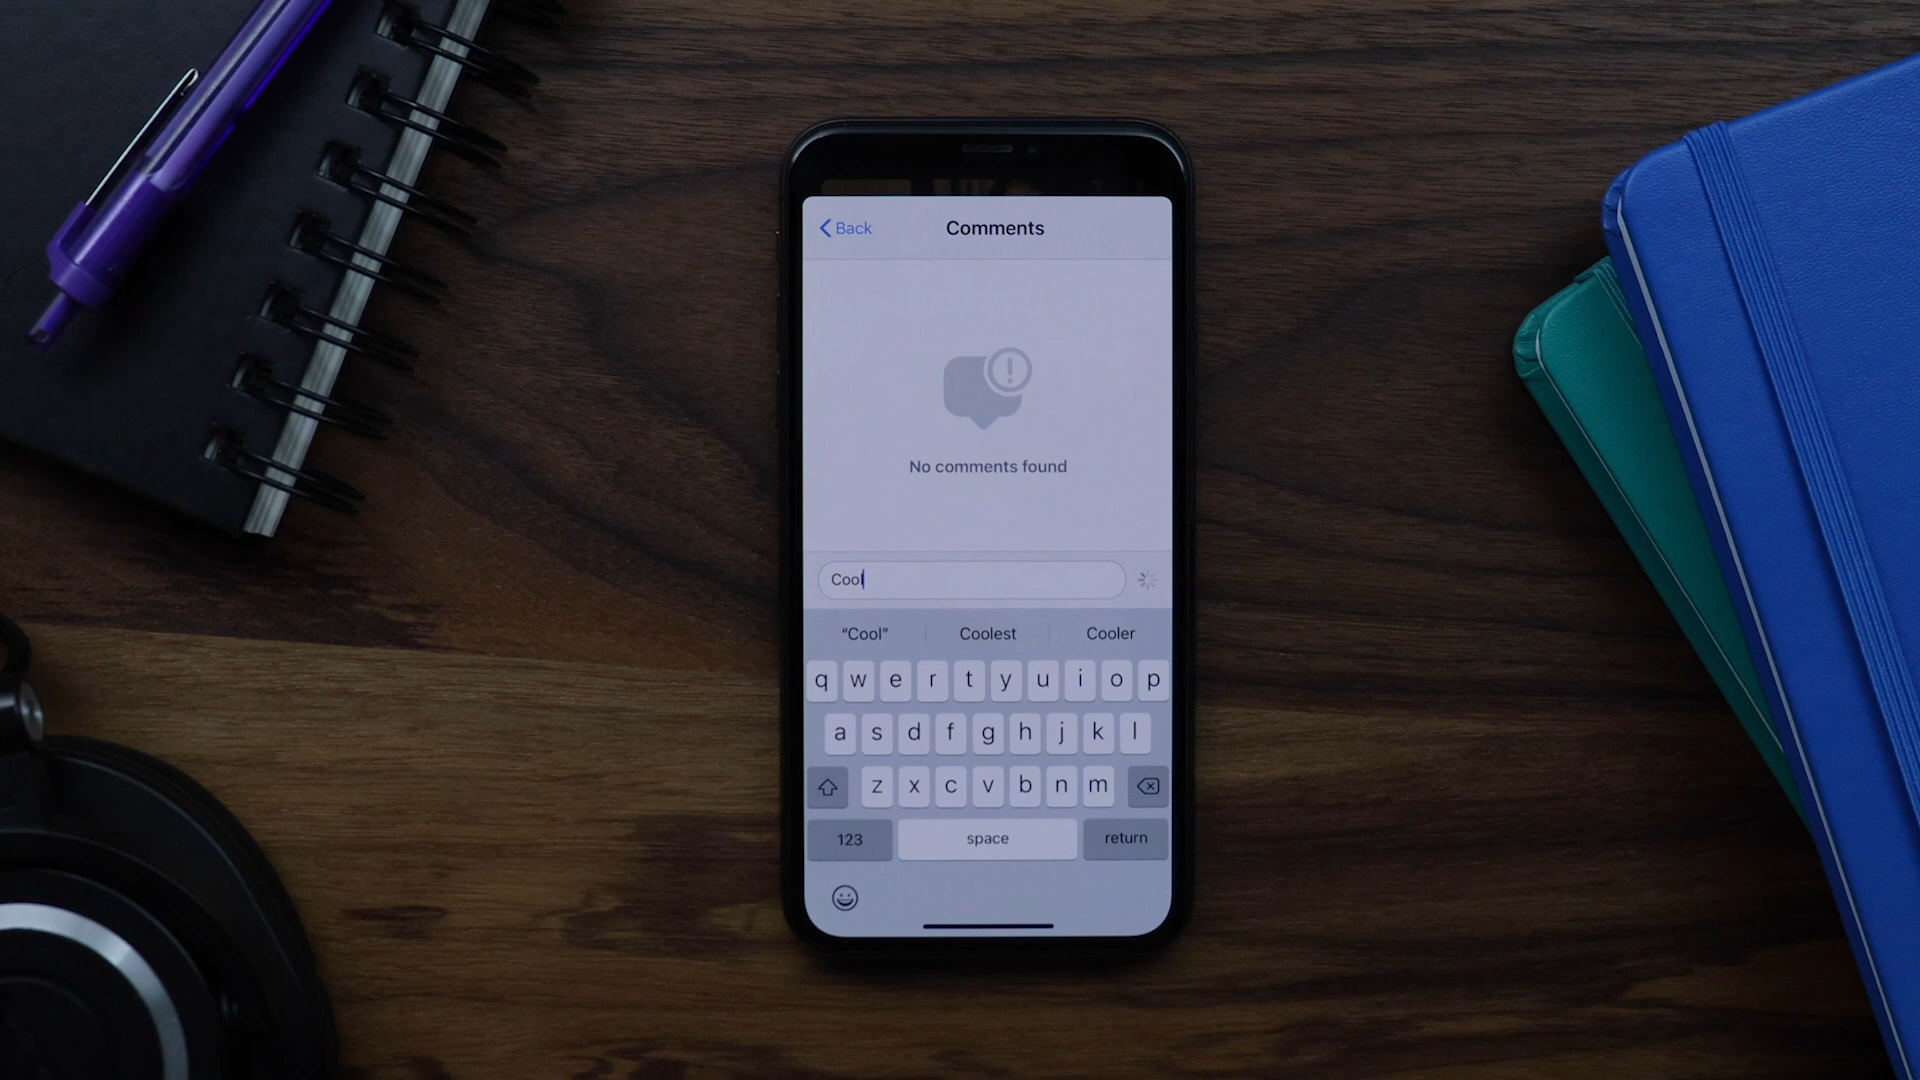 Back Comments
No comments found
Cool
“Cool” Coolest Cooler
q w e r t y u i o p
a s d f g h j k l
z x c v b n m
123 space return